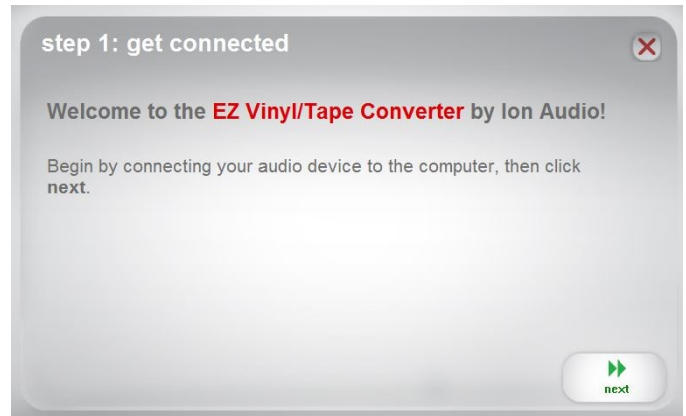 step 1: get connected
Welcome to the EZ Vinyl/Tape Converter by Ion Audio!
Begin by connecting your audio device to the computer, then click
next.
next